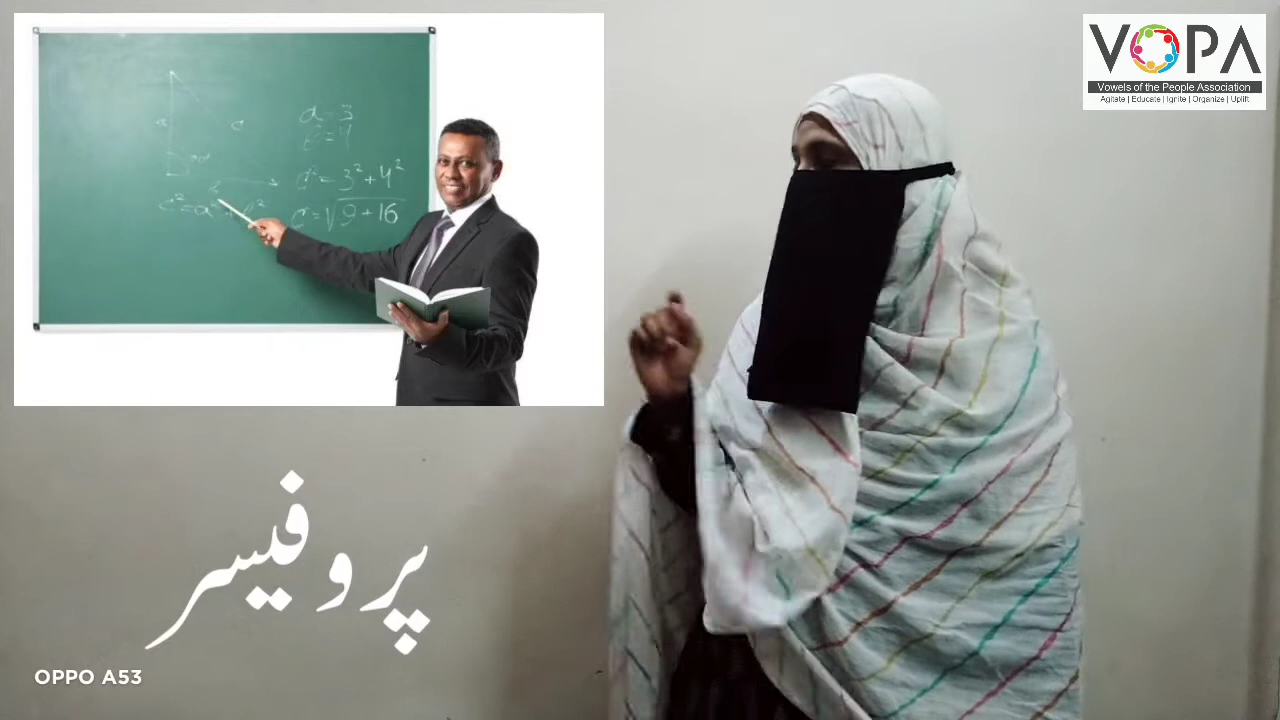 VOPA
Vowels of the People Association
Agitate | Educate | Ignite | Organize | Uplift
a = 3
c² = 3² + 4²
c = √9 + 16
پروفیسر
OPPO A53